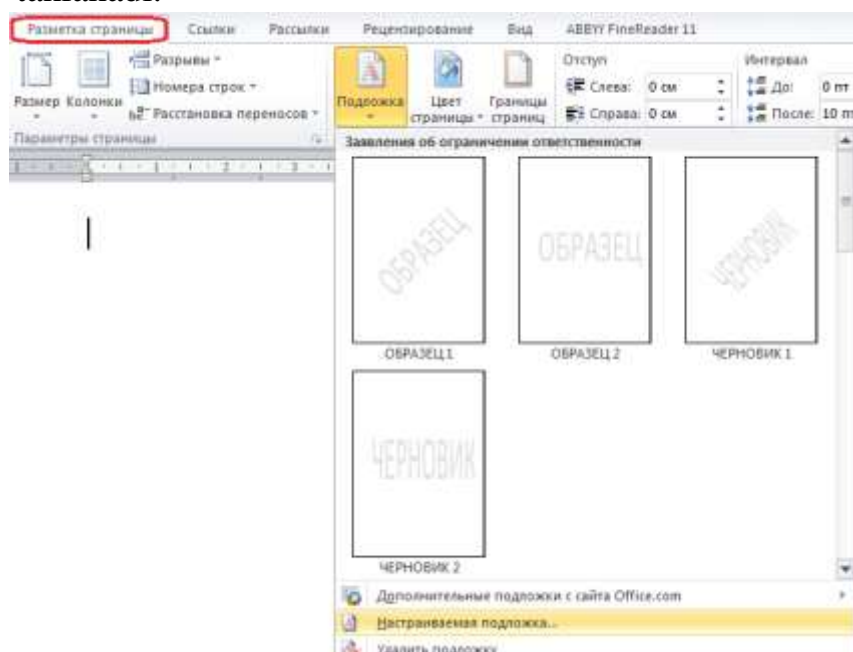 Разметка страницы Ссылки Рассылки Рецензирование Вид ABBYY FineReader 11
Размер Колонки Разрывы Номера строк Расстановка переносов
Подложка Цвет страницы Границы страниц
Отступ Интервал
Слева: 0 см До: 0 пт
Справа: 0 см После: 10 п
Параметры страницы
Заявления об ограничении ответственности
ОБРАЗЕЦ ОБРАЗЕЦ ЧЕРНОВИК
ОБРАЗЕЦ 1 ОБРАЗЕЦ 2 ЧЕРНОВИК 1
ЧЕРНОВИК
ЧЕРНОВИК 2
Дополнительные подложки с сайта Office.com
Настраиваемая подложка...
Удалить подложку